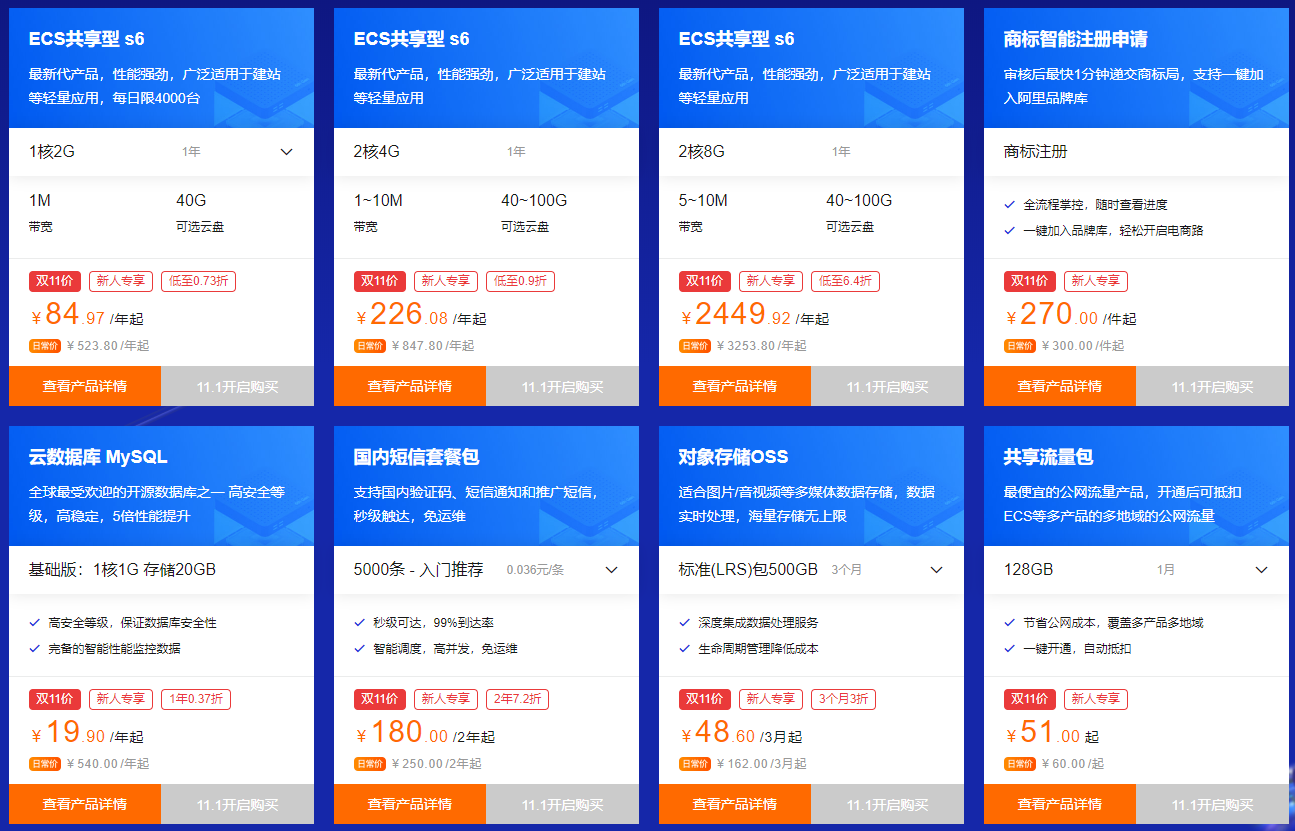 ECS共享型 s6
最新代产品，性能强劲，广泛适用于建站
等轻量应用，每日限4000台
1核2G 1年
1M 40G
带宽 可选云盘
双11价 新人专享 低至0.73折
¥84.97 /年起
日常价 ¥523.80/年起
查看产品详情 11.1开启购买
ECS共享型 s6
最新代产品，性能强劲，广泛适用于建站
等轻量应用
2核4G 1年
1~10M 40~100G
带宽 可选云盘
双11价 新人专享 低至0.9折
¥226.08 /年起
日常价 ¥847.80/年起
查看产品详情 11.1开启购买
ECS共享型 s6
最新代产品，性能强劲，广泛适用于建站
等轻量应用
2核8G 1年
5~10M 40~100G
带宽 可选云盘
双11价 新人专享 低至6.4折
¥2449.92 /年起
日常价 ¥3253.80/年起
查看产品详情 11.1开启购买
商标智能注册申请
审核后最快1分钟递交商标局，支持一键加
入阿里品牌库
商标注册
全流程掌控，随时查看进度
一键加入品牌库，轻松开启电商路
双11价 新人专享
¥270.00 /件起
日常价 ¥300.00/件起
查看产品详情 11.1开启购买
云数据库 MySQL
全球最受欢迎的开源数据库之一 高安全等
级，高稳定，5倍性能提升
基础版：1核1G 存储20GB
高安全等级，保证数据库安全性
完备的智能性能监控数据
双11价 新人专享 1年0.37折
¥19.90 /年起
日常价 ¥540.00/年起
查看产品详情 11.1开启购买
国内短信套餐包
支持国内验证码、短信通知和推广短信，
秒级触达，免运维
5000条 - 入门推荐 0.036元/条
秒级可达，99%到达率
智能调度，高并发，免运维
双11价 新人专享 2年7.2折
¥180.00 /2年起
日常价 ¥250.00/2年起
查看产品详情 11.1开启购买
对象存储OSS
适合图片/音视频等多媒体数据存储，数据
实时处理，海量存储无上限
标准(LRS)包500GB 3个月
深度集成数据处理服务
生命周期管理降低成本
双11价 新人专享 3个月3折
¥48.60 /3月起
日常价 ¥162.00/3月起
查看产品详情 11.1开启购买
共享流量包
最便宜的公网流量产品，开通后可抵扣
ECS等多产品的多地域的公网流量
128GB 1月
节省公网成本，覆盖多产品多地域
一键开通，自动抵扣
双11价 新人专享
¥51.00 起
日常价 ¥60.00/起
查看产品详情 11.1开启购买